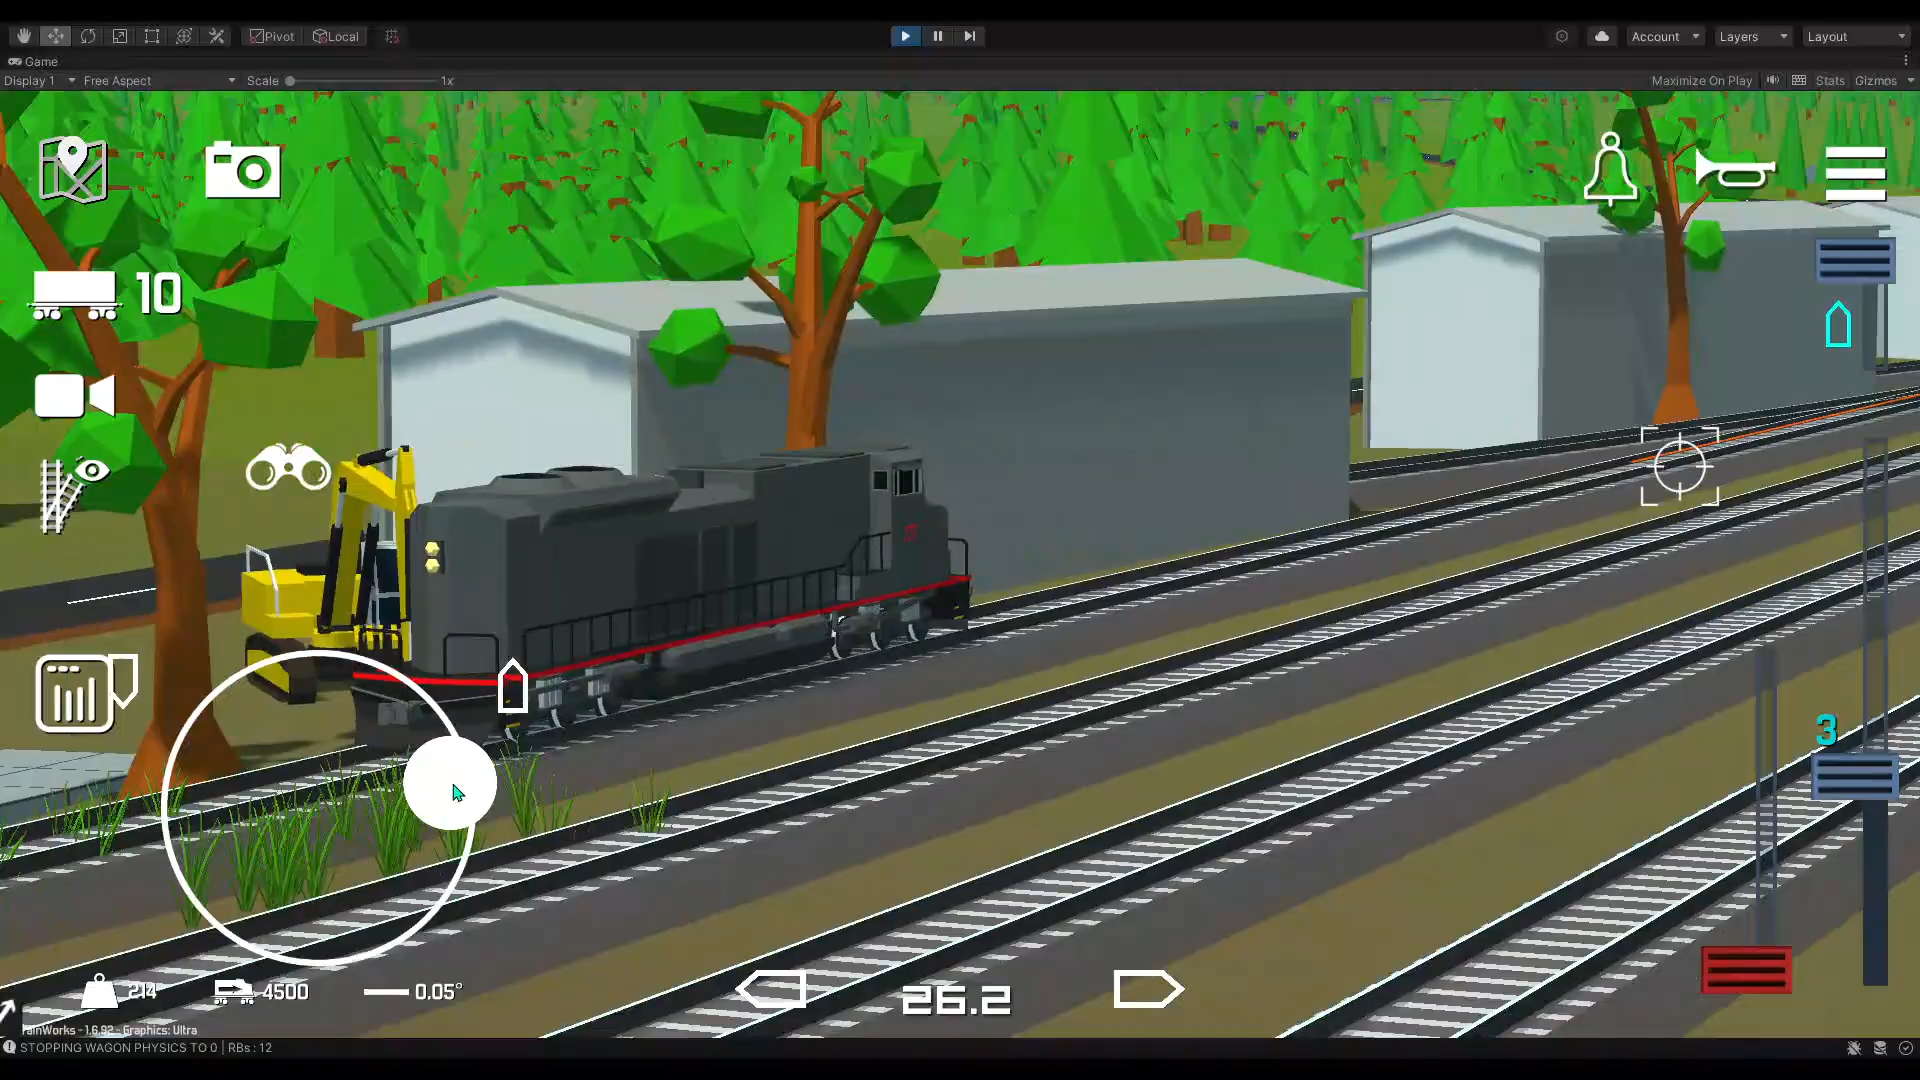 Pivot Local Account Layers Layout
Game
Display 1 Free Aspect Scale 1x Maximize On Play Stats Gizmos
10
3
214 4500 0.05° 26.2
rainWorks - 1.6.92 - Graphics: Ultra
STOPPING WAGON PHYSICS TO 0 | RBs : 12